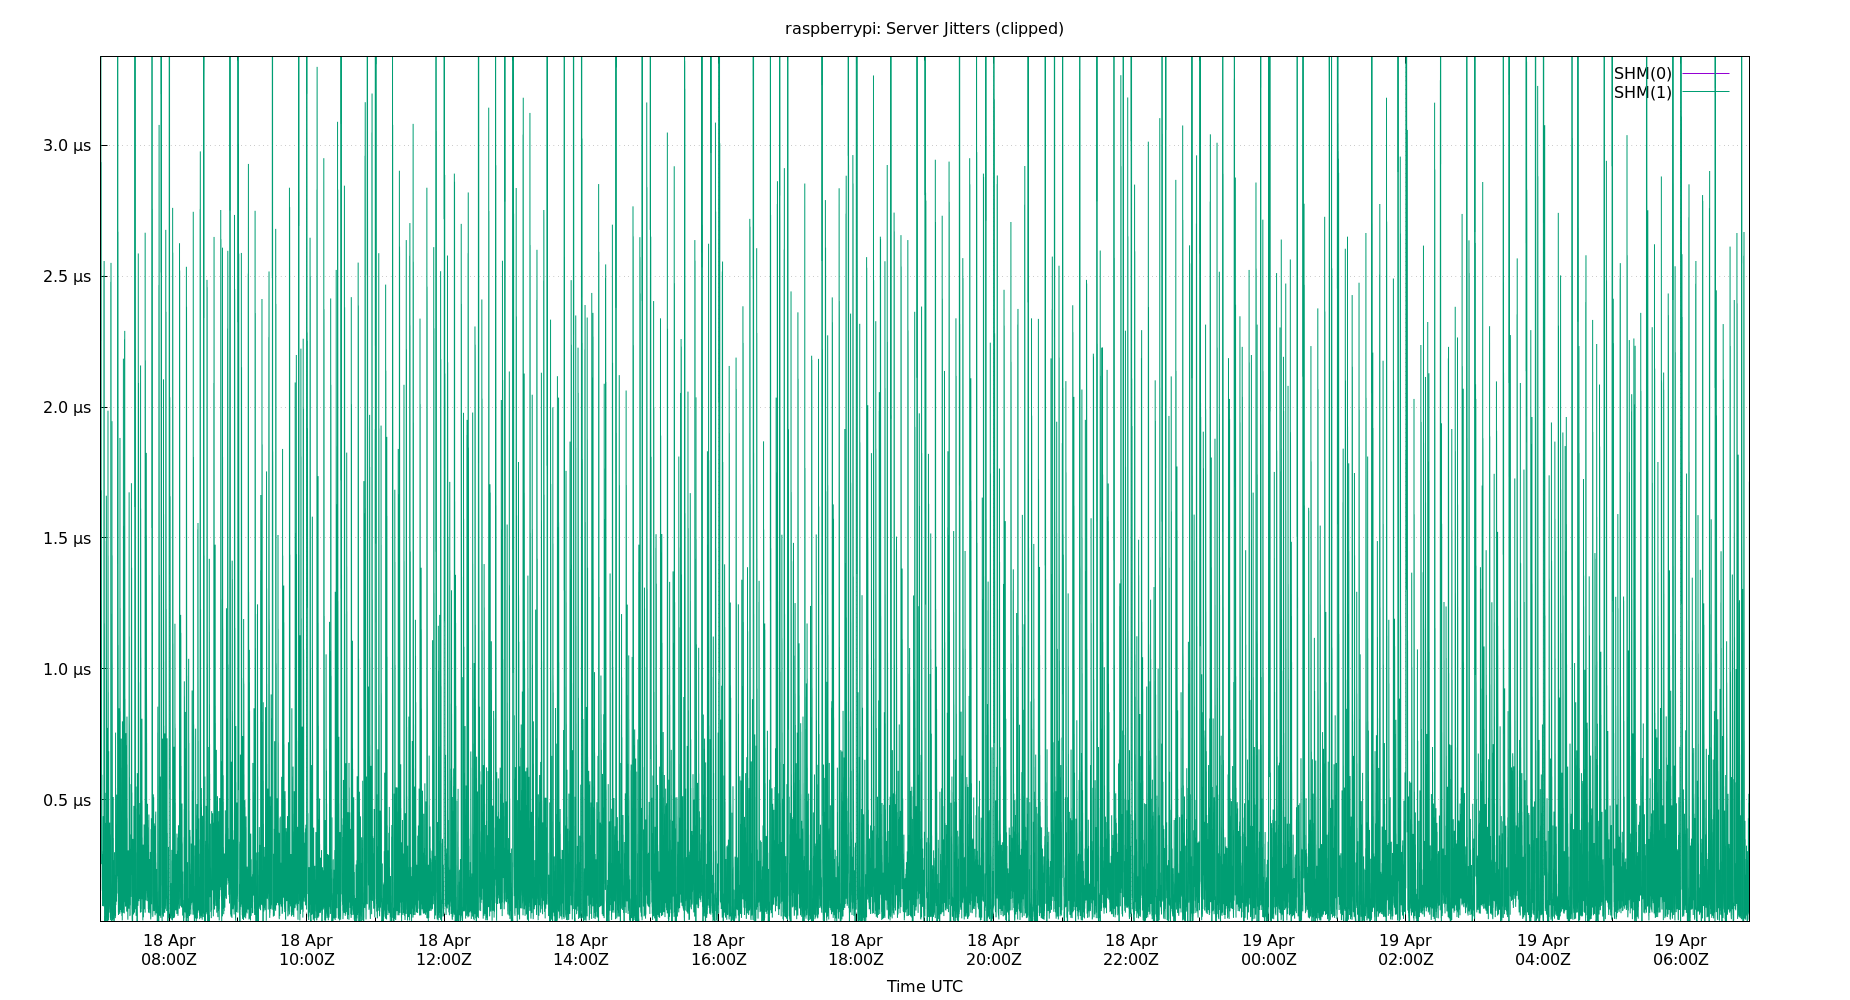 raspberrypi: Server Jitters (clipped)
SHM(0)
SHM(1)
3.0 µs
2.5 µs
2.0 µs
1.5 µs
1.0 µs
0.5 µs
18 Apr 18 Apr 18 Apr 18 Apr 18 Apr 18 Apr 18 Apr 18 Apr 19 Apr 19 Apr 19 Apr 19 Apr
08:00Z 10:00Z 12:00Z 14:00Z 16:00Z 18:00Z 20:00Z 22:00Z 00:00Z 02:00Z 04:00Z 06:00Z
Time UTC